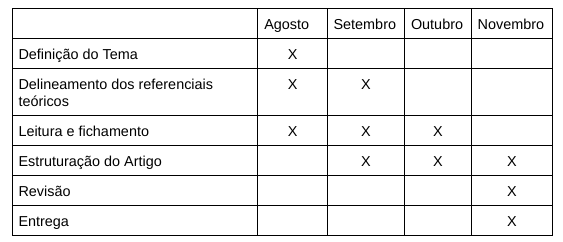 Agosto Setembro Outubro Novembro
Definição do Tema X
Delineamento dos referenciais X X
teóricos
Leitura e fichamento X X X
Estruturação do Artigo X X X
Revisão X
Entrega X